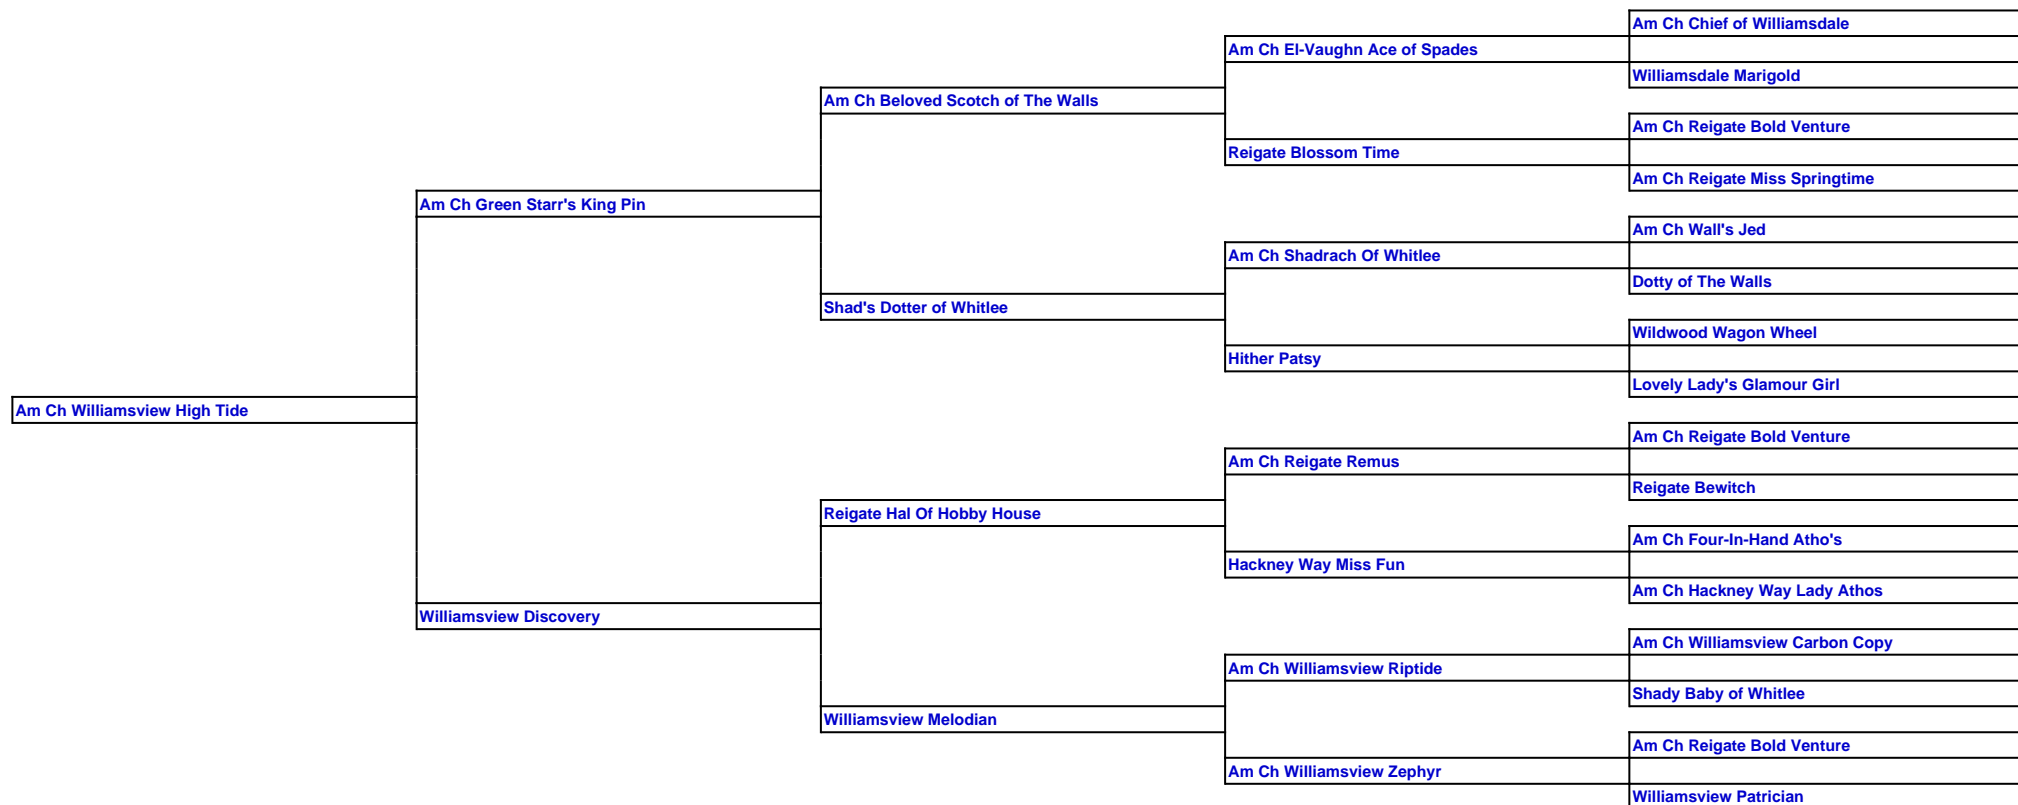 Am Ch Chief of Williamsdale
Am Ch El-Vaughn Ace of Spades
Williamsdale Marigold
Am Ch Beloved Scotch of The Walls
Am Ch Reigate Bold Venture
Reigate Blossom Time
Am Ch Reigate Miss Springtime
Am Ch Green Starr's King Pin
Am Ch Wall's Jed
Am Ch Shadrach Of Whitlee
Dotty of The Walls
Shad's Dotter of Whitlee
Wildwood Wagon Wheel
Hither Patsy
Lovely Lady's Glamour Girl
Am Ch Williamsview High Tide
Am Ch Reigate Bold Venture
Am Ch Reigate Remus
Reigate Bewitch
Reigate Hal Of Hobby House
Am Ch Four-In-Hand Atho's
Hackney Way Miss Fun
Am Ch Hackney Way Lady Athos
Williamsview Discovery
Am Ch Williamsview Carbon Copy
Am Ch Williamsview Riptide
Shady Baby of Whitlee
Williamsview Melodian
Am Ch Reigate Bold Venture
Am Ch Williamsview Zephyr
Williamsview Patrician